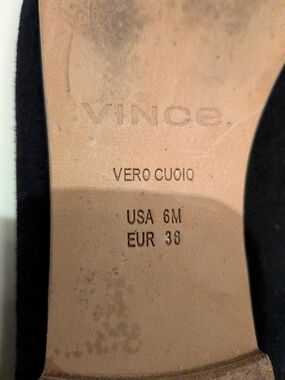 VINCe.
VERO CUOIO
USA 6M
EUR 36